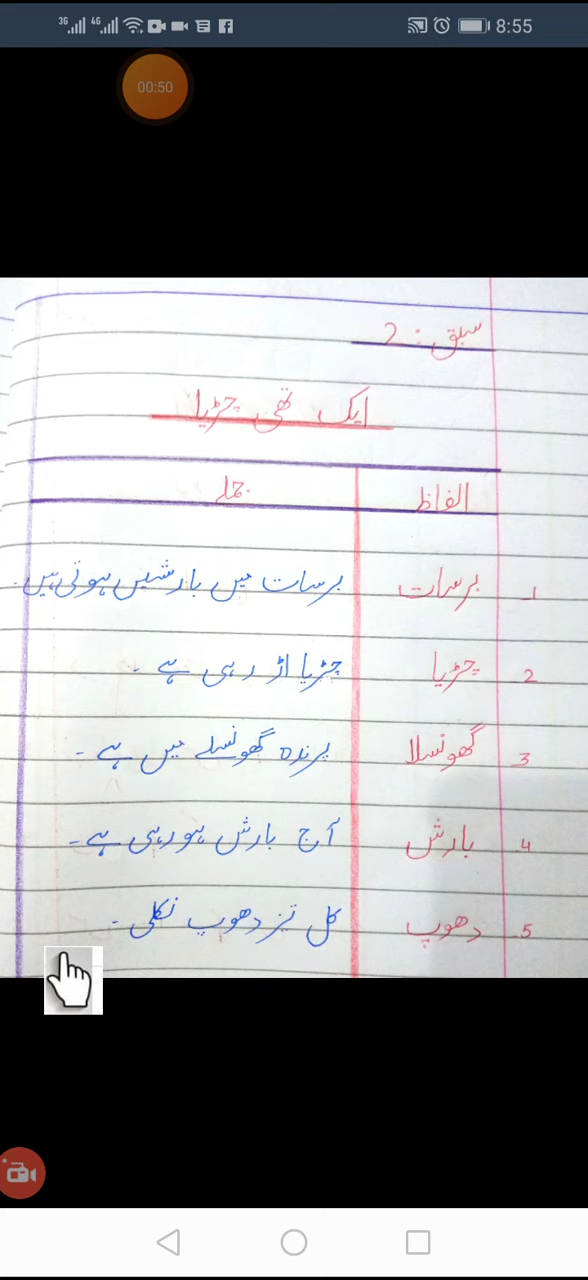 3G 4G 8:55
00:50
سبق : 2
ایک تھی چڑیا
الفاظ جملے
1. برسات برسات میں بارشیں ہوتی ہیں۔
2. چڑیا چڑیا اڑ رہی ہے۔
3. گھونسلا پرندہ گھونسلے میں ہے۔
4. بارش آج بارش ہو رہی ہے۔
5. دھوپ کل تیز دھوپ نکلی۔